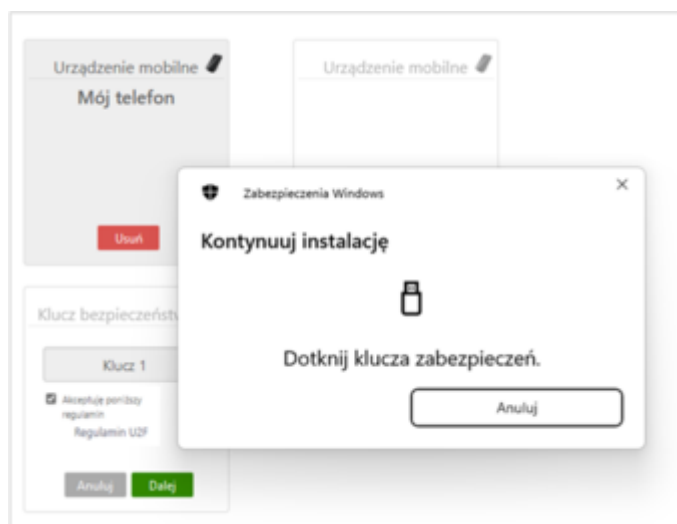 Urządzenie mobilne
Mój telefon
Usuń
Urządzenie mobilne
Zabezpieczenia Windows
Kontynuuj instalację
Dotknij klucza zabezpieczeń.
Anuluj
Klucz
Klucz 1
Akceptuję poniższy
regulamin
Regulamin U2F
Anuluj
Dalej